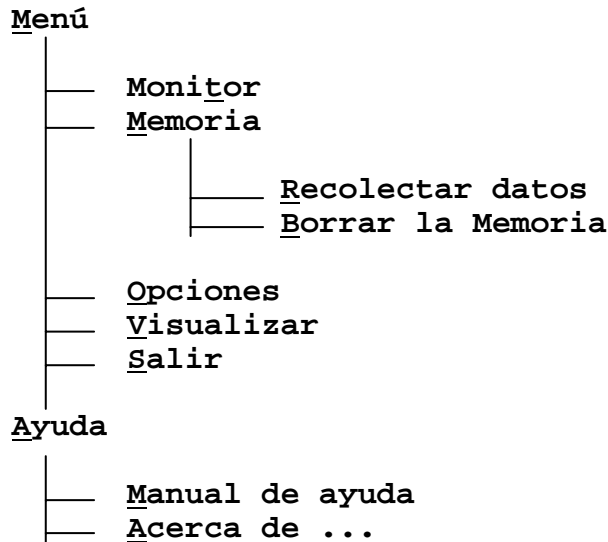 Menú
Monitor
Memoria
Recolectar datos
Borrar la Memoria
Opciones
Visualizar
Salir
Ayuda
Manual de ayuda
Acerca de ...